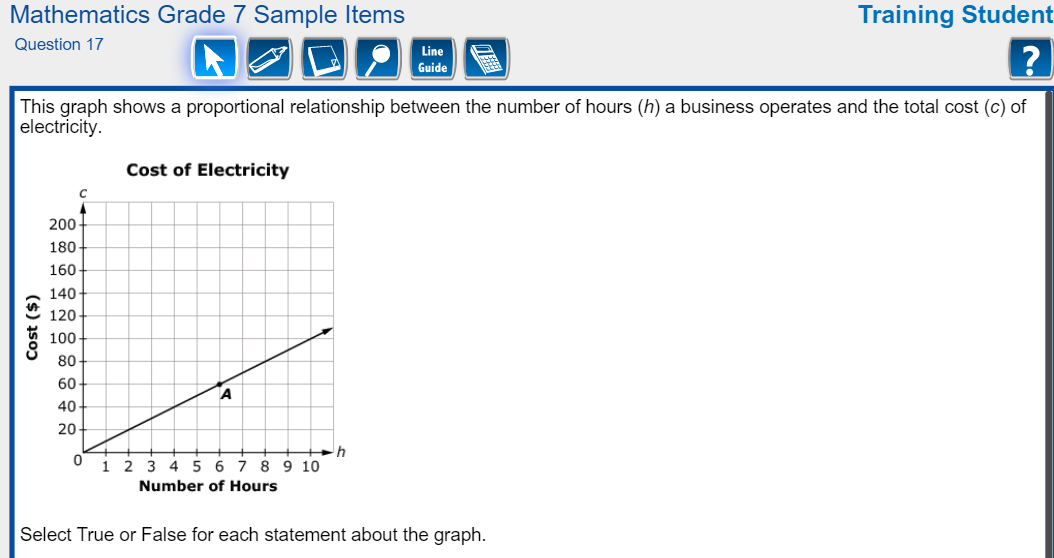 Mathematics Grade 7 Sample Items
Training Student
Question 17
Line
Guide
?
This graph shows a proportional relationship between the number of hours (h) a business operates and the total cost (c) of
electricity.
Cost of Electricity
c
200
180
160
140
120
100
80
60
40
20
0
Cost ($)
A
h
1 2 3 4 5 6 7 8 9 10
Number of Hours
Select True or False for each statement about the graph.